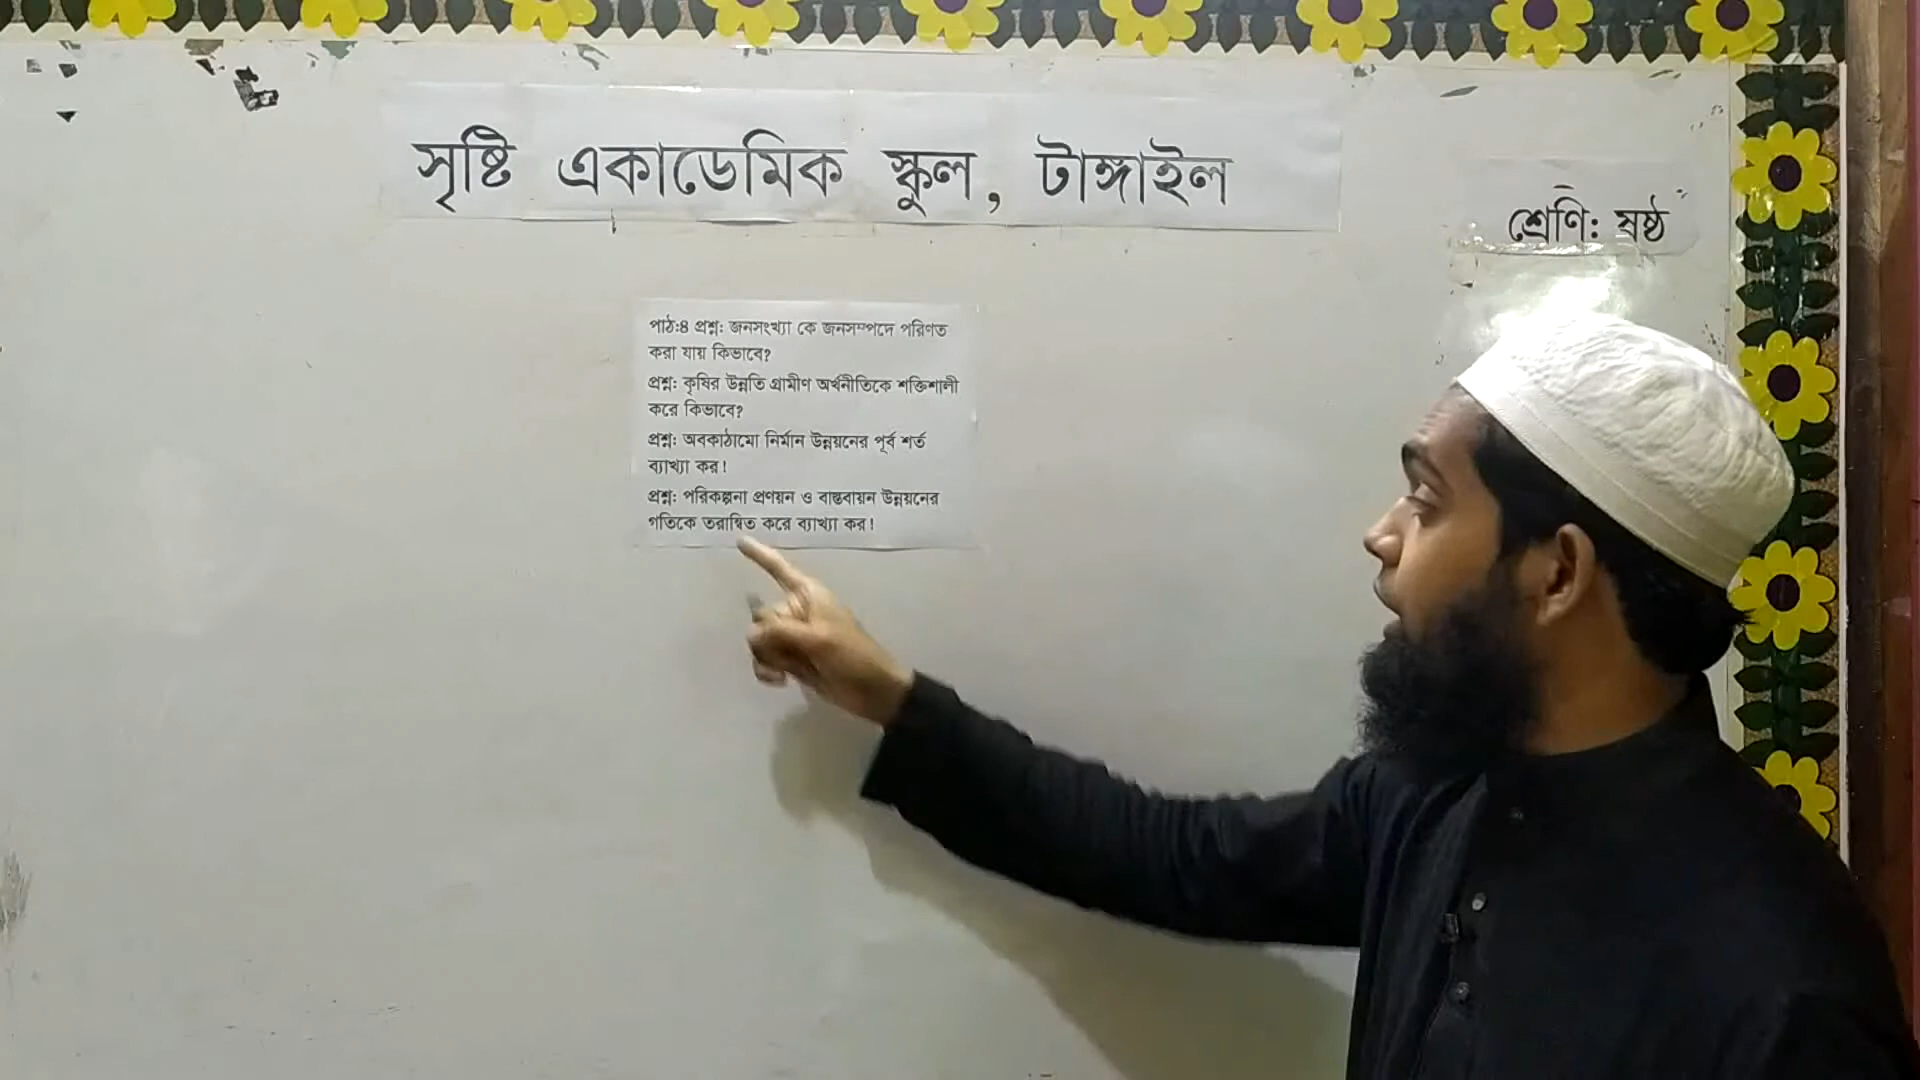 সৃষ্টি একাডেমিক স্কুল, টাঙ্গাইল
শ্রেণি: ষষ্ঠ
পাঠ:৪ প্রশ্ন: জনসংখ্যা কে জনসম্পদে পরিণত
করা যায় কিভাবে?
প্রশ্ন: কৃষির উন্নতি গ্রামীণ অর্থনীতিকে শক্তিশালী
করে কিভাবে?
প্রশ্ন: অবকাঠামো নির্মান উন্নয়নের পূর্ব শর্ত
ব্যাখ্যা কর!
প্রশ্ন: পরিকল্পনা প্রণয়ন ও বাস্তবায়ন উন্নয়নের
গতিকে তরান্বিত করে ব্যাখ্যা কর!